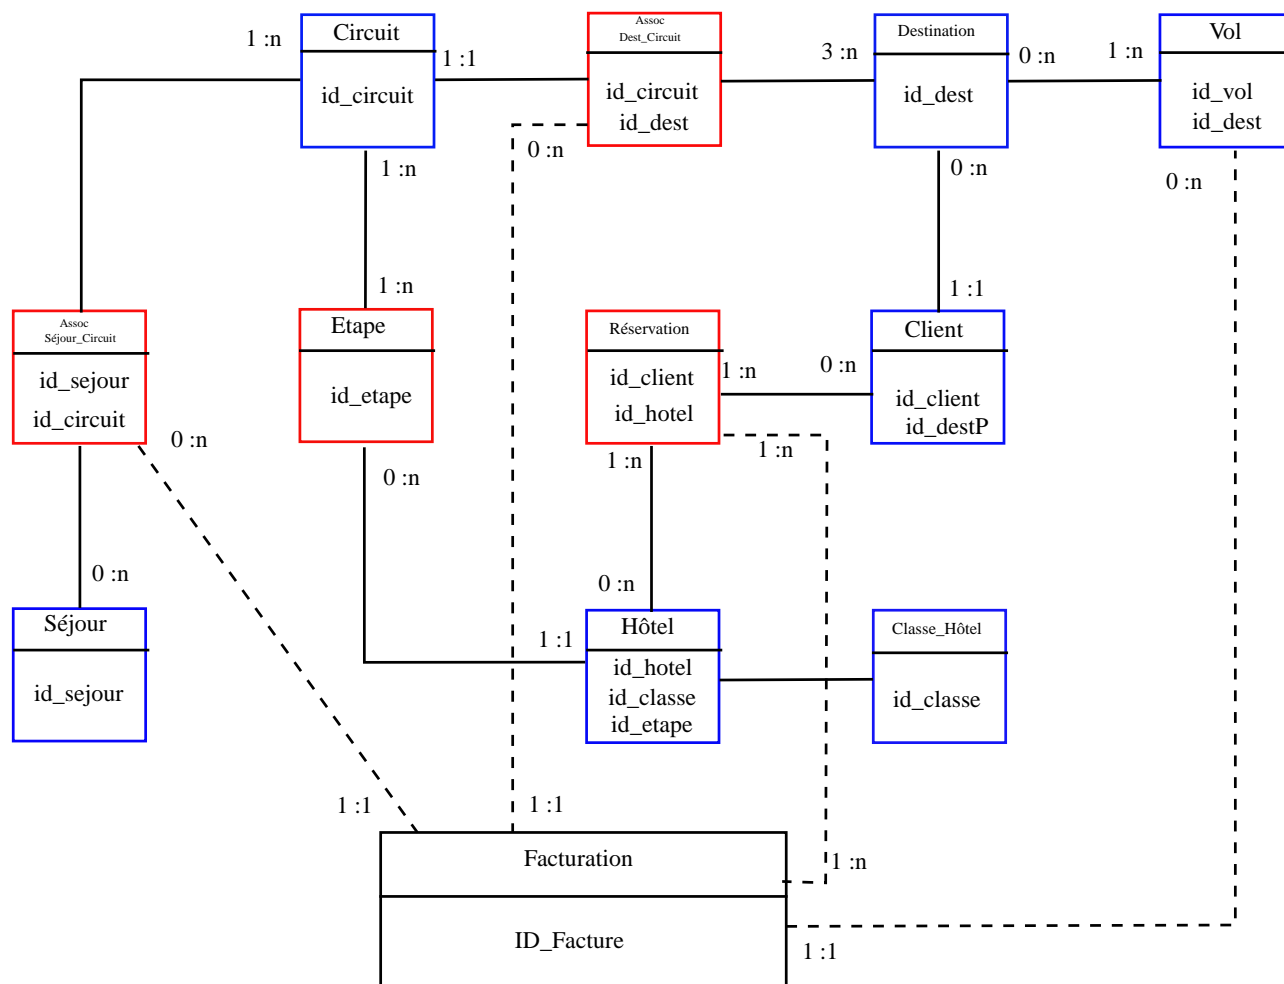 Circuit
id_circuit
Assoc
Dest_Circuit
id_circuit
id_dest
Destination
id_dest
Vol
id_vol
id_dest
1 :n
1 :1
3 :n
0 :n
1 :n
1 :n
0 :n
0 :n
0 :n
1 :n
1 :1
Assoc
Séjour_Circuit
id_sejour
id_circuit
Etape
id_etape
Réservation
id_client
id_hotel
Client
id_client
id_destP
1 :n
0 :n
0 :n
0 :n
1 :n
1 :n
0 :n
0 :n
1 :1
Séjour
id_sejour
Hôtel
id_hotel
id_classe
id_etape
Classe_Hôtel
id_classe
1 :1
1 :1
Facturation
ID_Facture
1 :n
1 :1